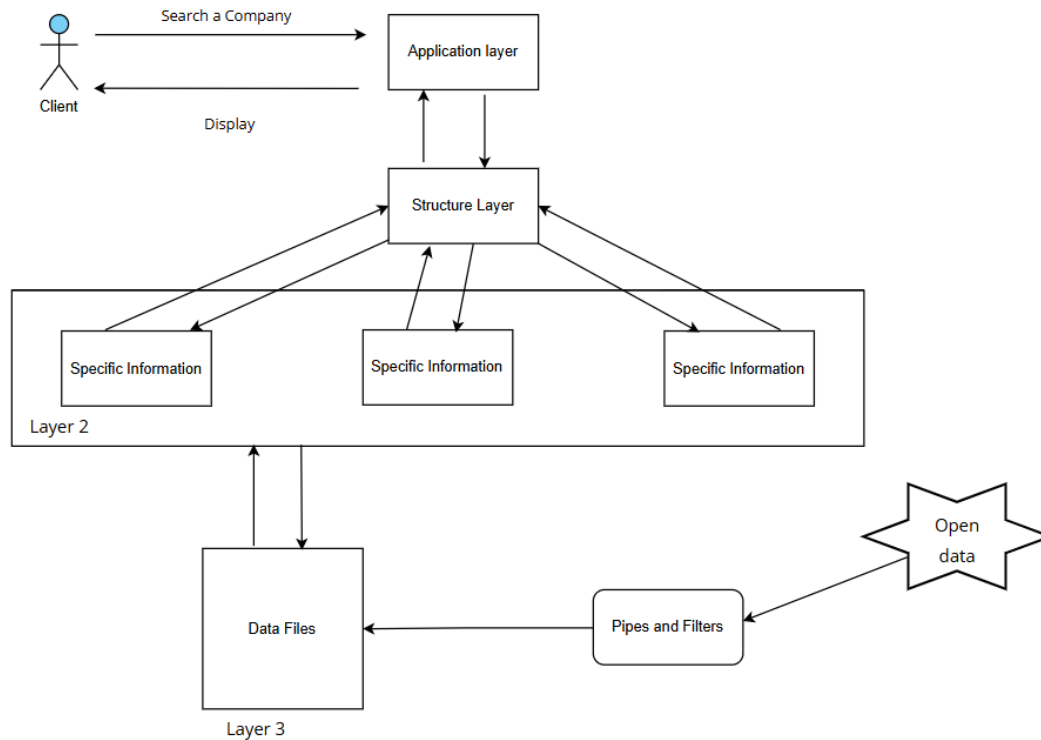 Search a Company
Application layer
Client
Display
Structure Layer
Specific Information
Specific Information
Specific Information
Layer 2
Open
data
Data Files
Pipes and Filters
Layer 3